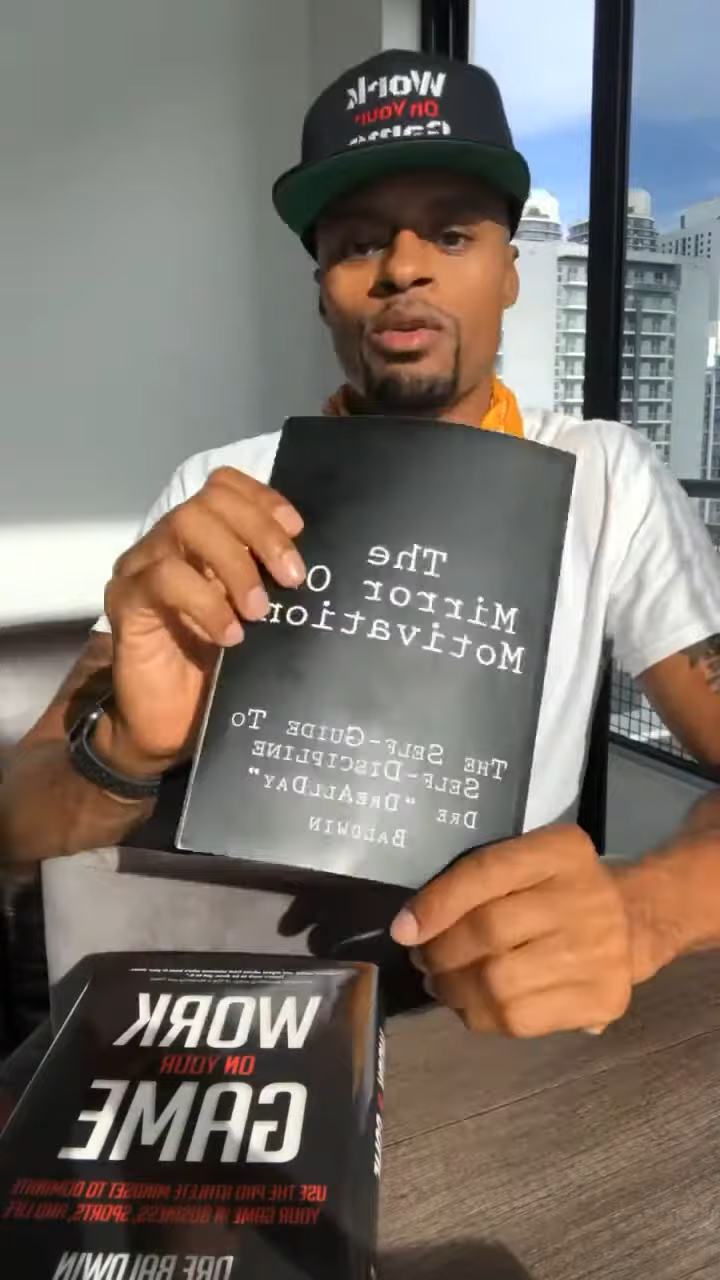 Work
On Your
Game
The
Mirror O
Motivation
The Self-Guide To
Self-Discipline
Dre "DreAllDay"
Baldwin
WORK
ON YOUR
GAME
USE THE PRO ATHLETE MINDSET TO DOMINATE
YOUR GAME IN BUSINESS, SPORTS, AND LIFE
DRE BALDWIN